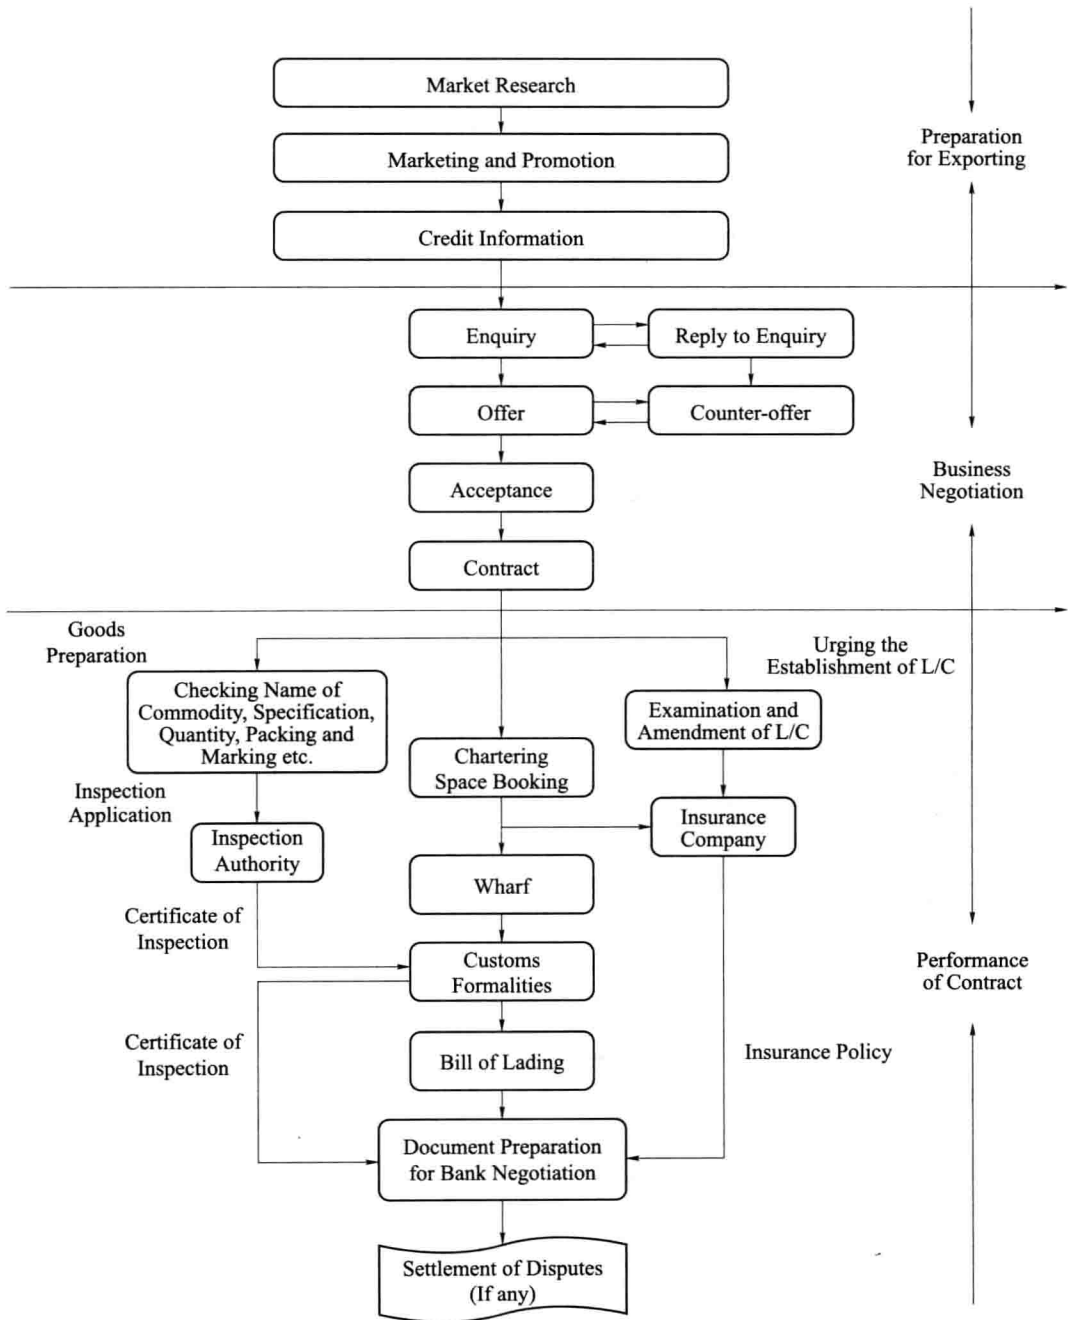 Market Research
Marketing and Promotion
Preparation
for Exporting
Credit Information
Enquiry
Reply to Enquiry
Offer
Counter-offer
Acceptance
Business
Negotiation
Contract
Goods
Preparation
Urging the
Establishment of L/C
Checking Name of
Commodity, Specification,
Quantity, Packing and
Marking etc.
Examination and
Amendment of L/C
Chartering
Space Booking
Inspection
Application
Insurance
Company
Inspection
Authority
Wharf
Certificate of
Inspection
Customs
Formalities
Performance
of Contract
Certificate of
Inspection
Bill of Lading
Insurance Policy
Document Preparation
for Bank Negotiation
Settlement of Disputes
(If any)